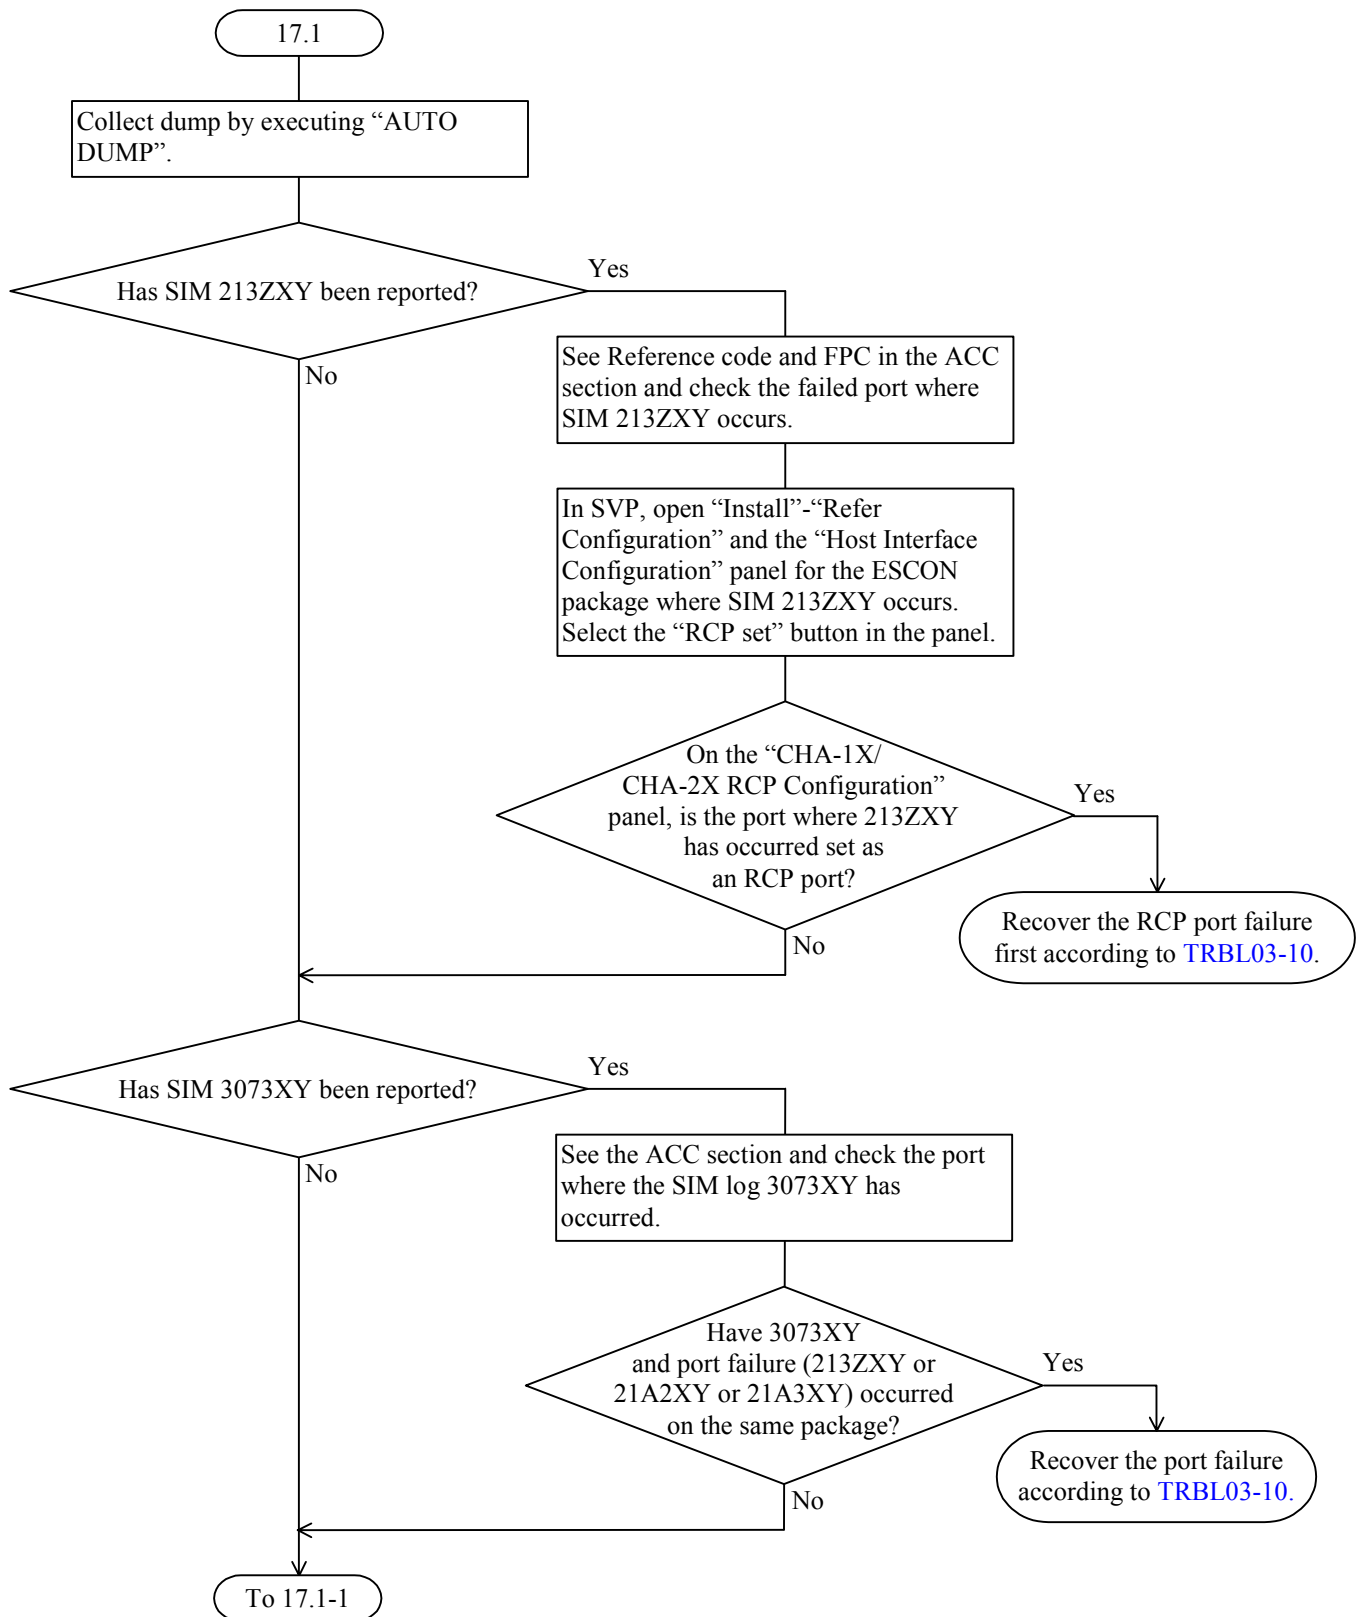 17.1
Collect dump by executing “AUTO
DUMP”.
Has SIM 213ZXY been reported?
Yes
No
See Reference code and FPC in the ACC
section and check the failed port where
SIM 213ZXY occurs.
In SVP, open “Install”-“Refer
Configuration” and the “Host Interface
Configuration” panel for the ESCON
package where SIM 213ZXY occurs.
Select the “RCP set” button in the panel.
On the “CHA-1X/
CHA-2X RCP Configuration”
panel, is the port where 213ZXY
has occurred set as
an RCP port?
Yes
No
Recover the RCP port failure
first according to TRBL03-10.
Has SIM 3073XY been reported?
Yes
No
See the ACC section and check the port
where the SIM log 3073XY has
occurred.
Have 3073XY
and port failure (213ZXY or
21A2XY or 21A3XY) occurred
on the same package?
Yes
No
Recover the port failure
according to TRBL03-10.
To 17.1-1